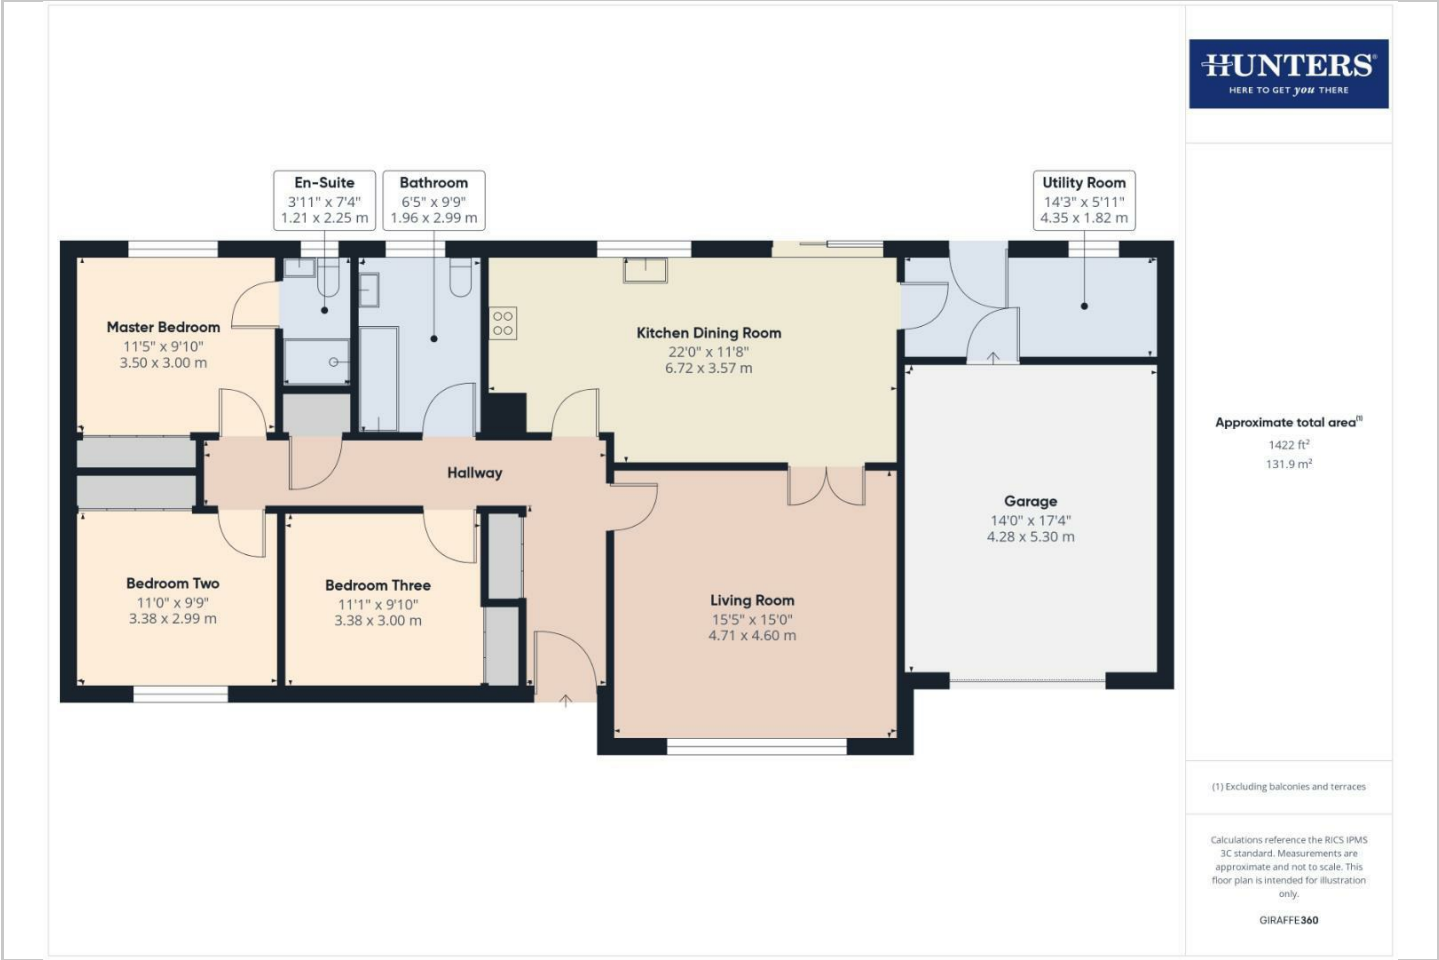 HUNTERS®
HERE TO GET you THERE
En-Suite
3'11" x 7'4"
1.21 x 2.25 m
Bathroom
6'5" x 9'9"
1.96 x 2.99 m
Utility Room
14'3" x 5'11"
4.35 x 1.82 m
Master Bedroom
11'5" x 9'10"
3.50 x 3.00 m
Kitchen Dining Room
22'0" x 11'8"
6.72 x 3.57 m
Hallway
Garage
14'0" x 17'4"
4.28 x 5.30 m
Bedroom Two
11'0" x 9'9"
3.38 x 2.99 m
Bedroom Three
11'1" x 9'10"
3.38 x 3.00 m
Living Room
15'5" x 15'0"
4.71 x 4.60 m
Approximate total area(1)
1422 ft²
131.9 m²
(1) Excluding balconies and terraces
Calculations reference the RICS IPMS
3C standard. Measurements are
approximate and not to scale. This
floor plan is intended for illustration
only.
GIRAFFE360